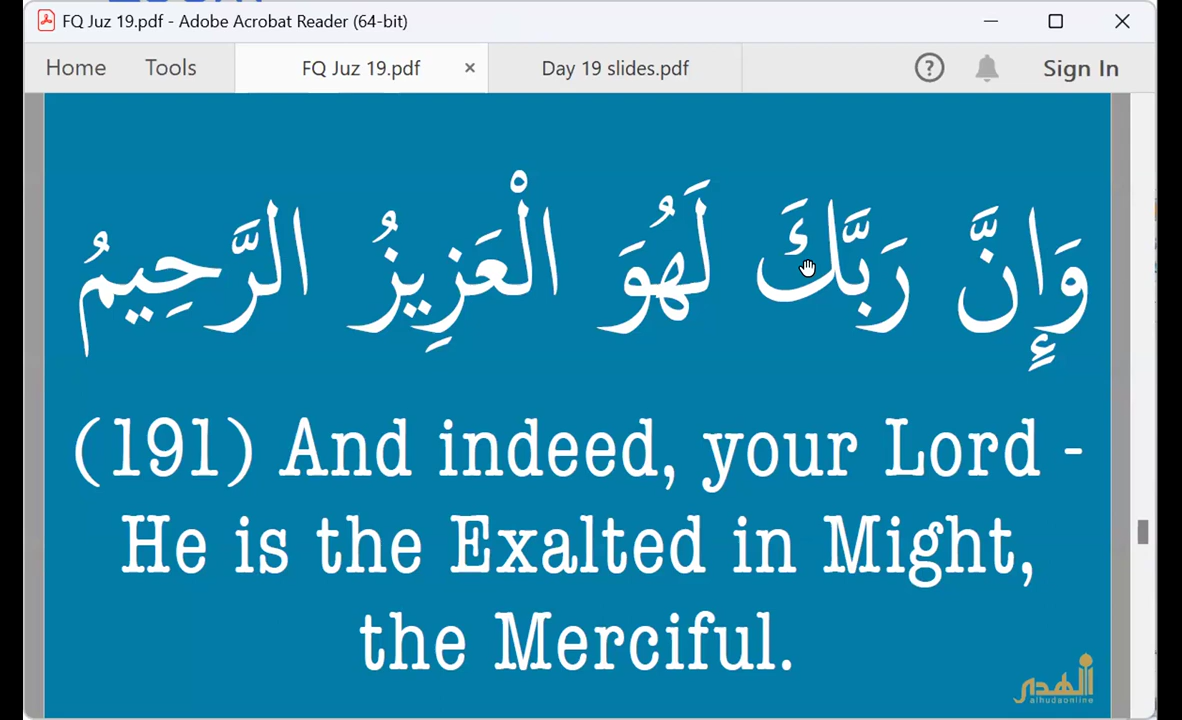 FQ Juz 19.pdf - Adobe Acrobat Reader (64-bit)
Home Tools FQ Juz 19.pdf × Day 19 slides.pdf ? Sign In
وَإِنَّ رَبَّكَ لَهُوَ الْعَزِيزُ الرَّحِيمُ
(191) And indeed, your Lord -
He is the Exalted in Might,
the Merciful.
الهدى
alhudaonline